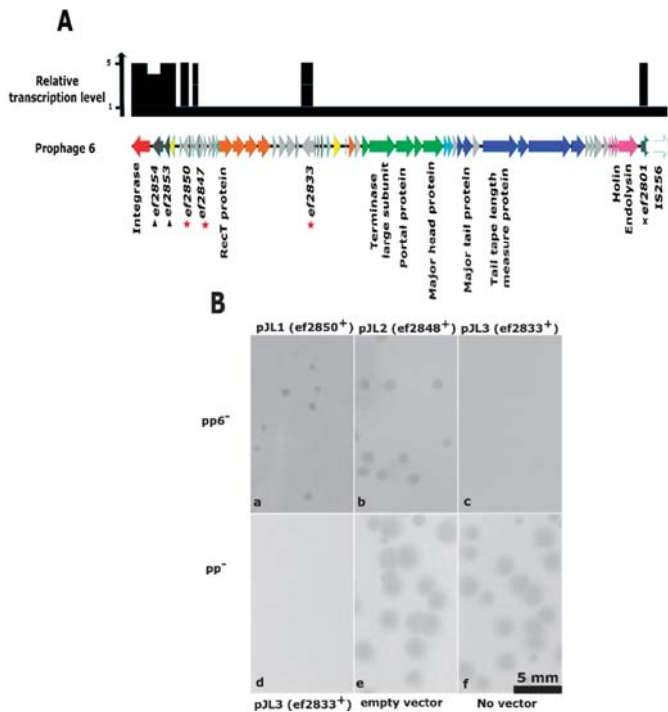 A
5
Relative
transcription level
1
Prophage 6
Integrase
▸ef2854
▸ef2853
★ ef2850
★ ef2847
RecT protein
★ ef2833
Terminase
large subunit
Portal protein
Major head protein
Major tail protein
Tail tape length
measure protein
Holin
Endolysin
× ef2801
IS256
B
pJL1 (ef2850+) pJL2 (ef2848+) pJL3 (ef2833+)
pp6-
a b c
pp-
d e f
5 mm
pJL3 (ef2833+) empty vector No vector